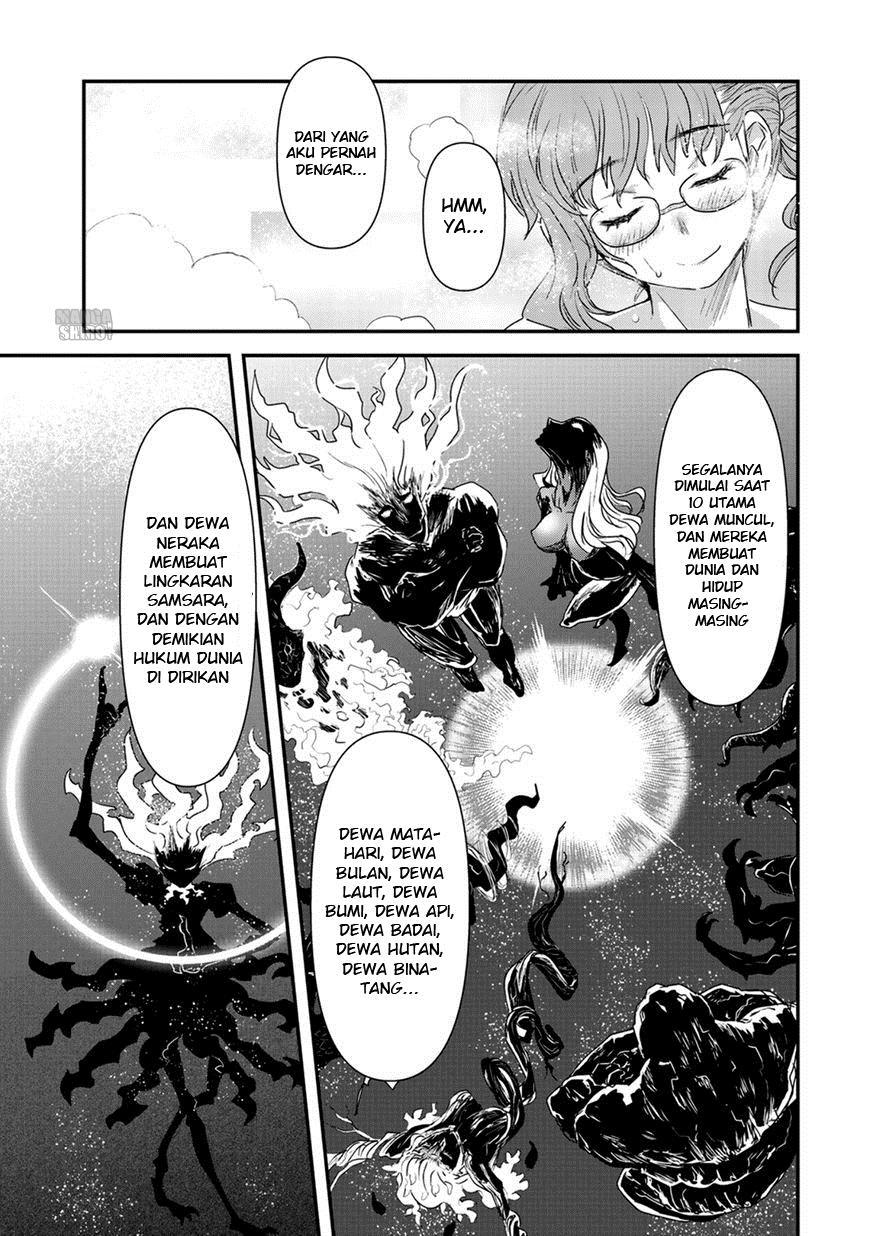 HMM,
YA...
DARI YANG
AKU PERNAH
DENGAR...
SEGALANYA
DIMULAI SAAT
10 UTAMA
DEWA MUNCUL,
DAN MEREKA
MEMBUAT
DUNIA DAN
HIDUP
MASING-
MASING
DEWA MATA-
HARI, DEWA
BULAN, DEWA
LAUT, DEWA
BUMI, DEWA API,
DEWA BADAI,
DEWA HUTAN,
DEWA BINA-
TANG...
DAN DEWA
NERAKA
MEMBUAT
LINGKARAN
SAMSARA,
DAN DENGAN
DEMIKIAN
HUKUM DUNIA
DI DIRIKAN
MANGA